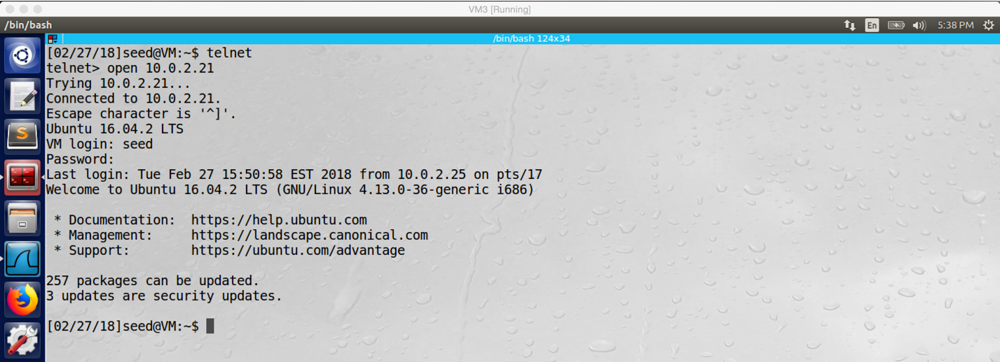 VM3 [Running]
/bin/bash
En
5:38 PM
/bin/bash 124x34
[02/27/18]seed@VM:~$ telnet
telnet> open 10.0.2.21
Trying 10.0.2.21...
Connected to 10.0.2.21.
Escape character is '^]'.
Ubuntu 16.04.2 LTS
VM login: seed
Password:
Last login: Tue Feb 27 15:50:58 EST 2018 from 10.0.2.25 on pts/17
Welcome to Ubuntu 16.04.2 LTS (GNU/Linux 4.13.0-36-generic i686)
* Documentation:  https://help.ubuntu.com
* Management:     https://landscape.canonical.com
* Support:        https://ubuntu.com/advantage
257 packages can be updated.
3 updates are security updates.
[02/27/18]seed@VM:~$